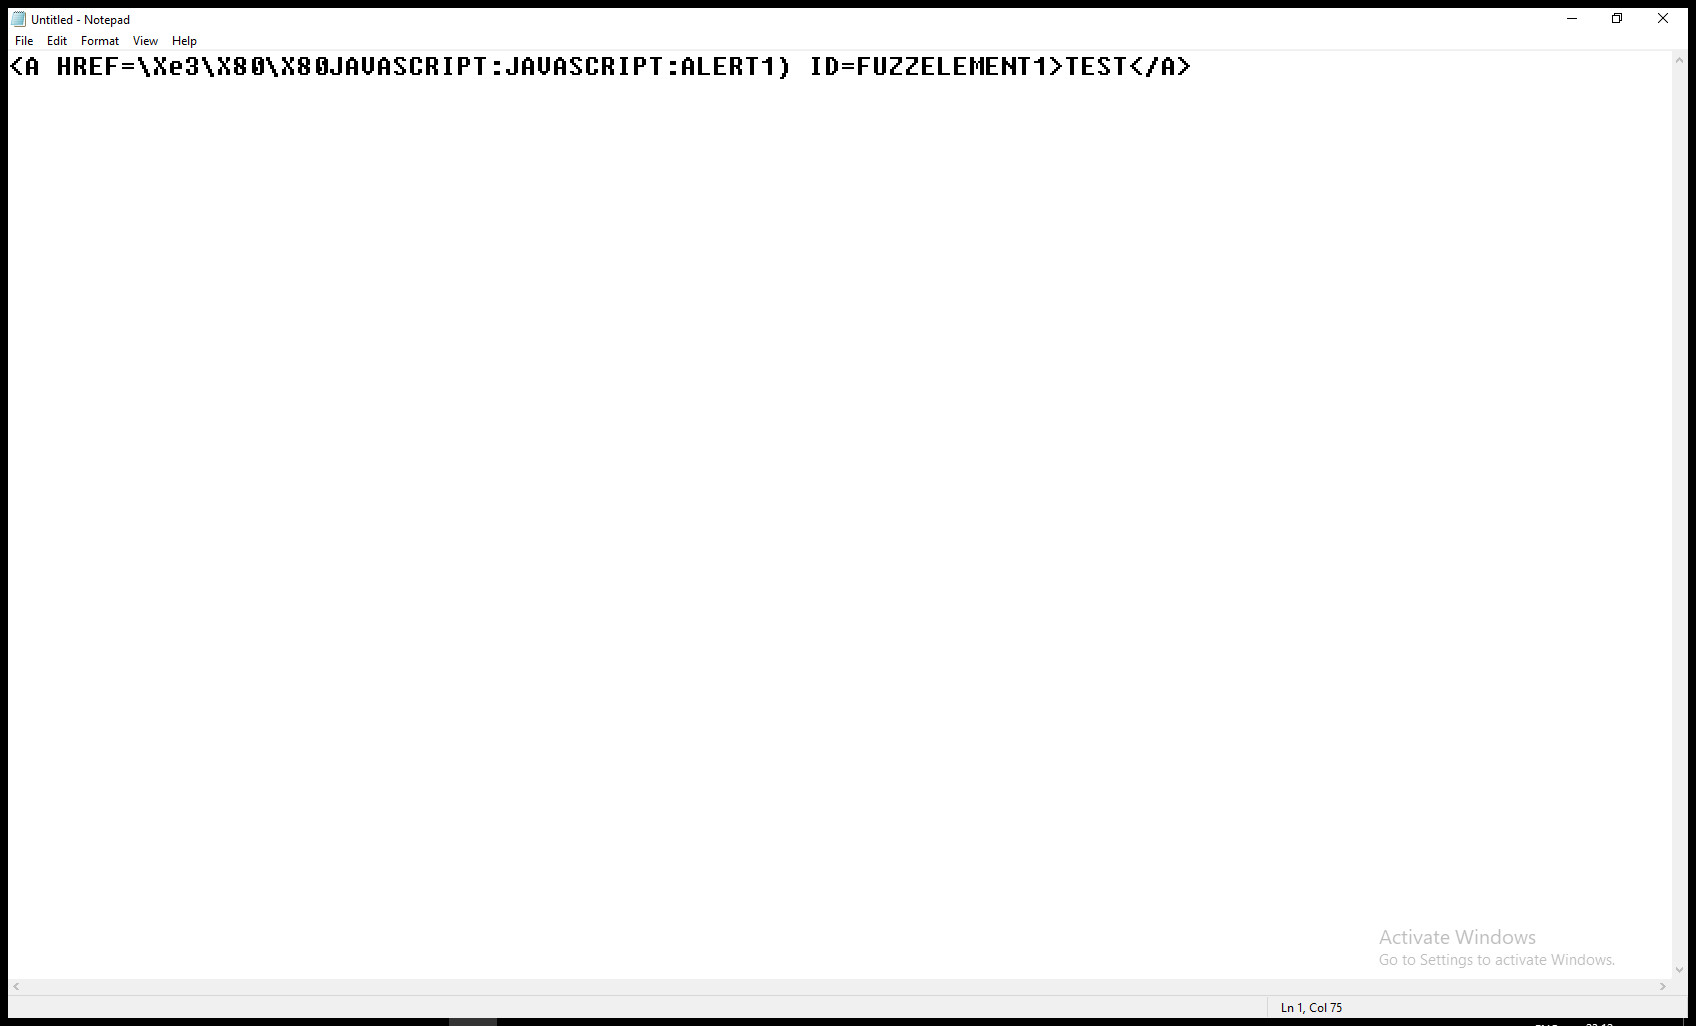 Untitled - Notepad
File Edit Format View Help
<A HREF=\Xe3\X80\X80JAVASCRIPT:JAVASCRIPT:ALERT1) ID=FUZZELEMENT1>TEST</A>
Activate Windows
Go to Settings to activate Windows.
Ln 1, Col 75